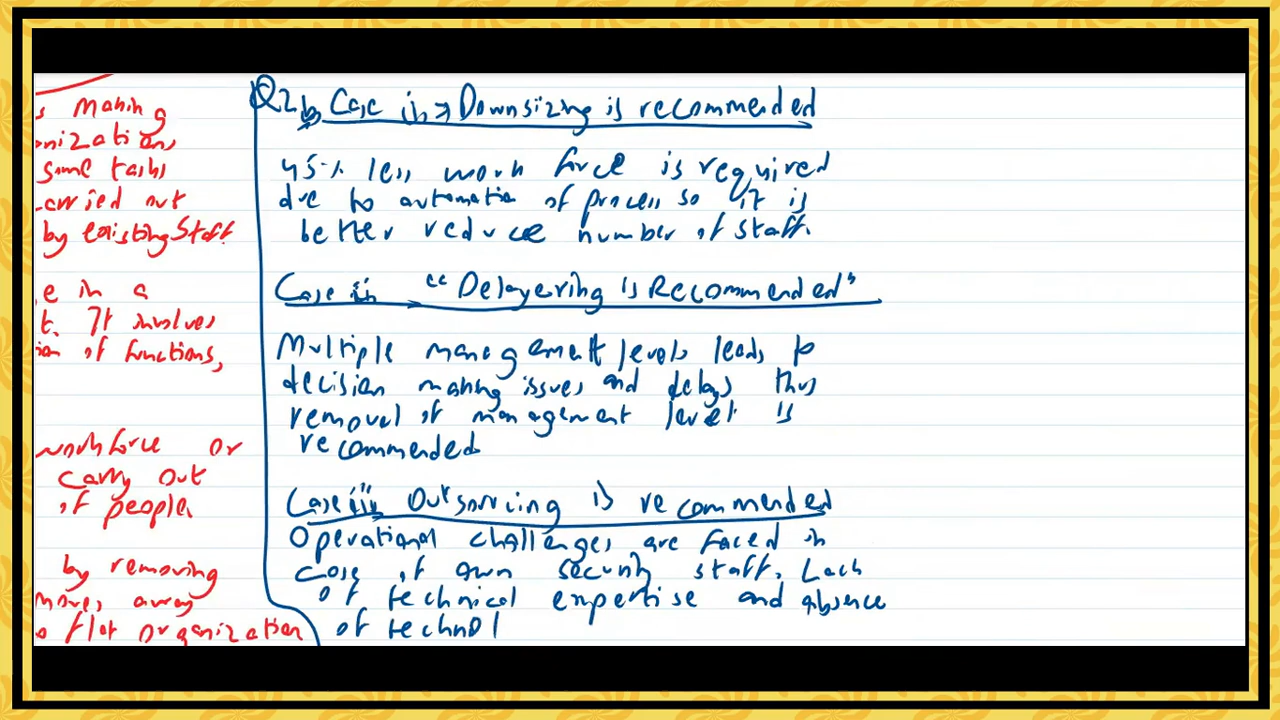 s making
onization,
same tasks
carried out
by existing Staff
e in a
t. It involves
ion of functions,
workforce or
carry out
of people.
by removing
move, away
o flat organization
Q2 b, Case i, => Downsizing is recommended
45% less work force is required
due to automation of process so it is
better reduce number of staff.
Case ii, "Delayering is Recommended"
Multiple management levels leads to
decision making issues and delays thus
removal of management level is
recommended
Case iii, Outsorcing is recommended
Operational challenges are faced in
case of own security staff. Lack
of technical expertise and absence
of technol